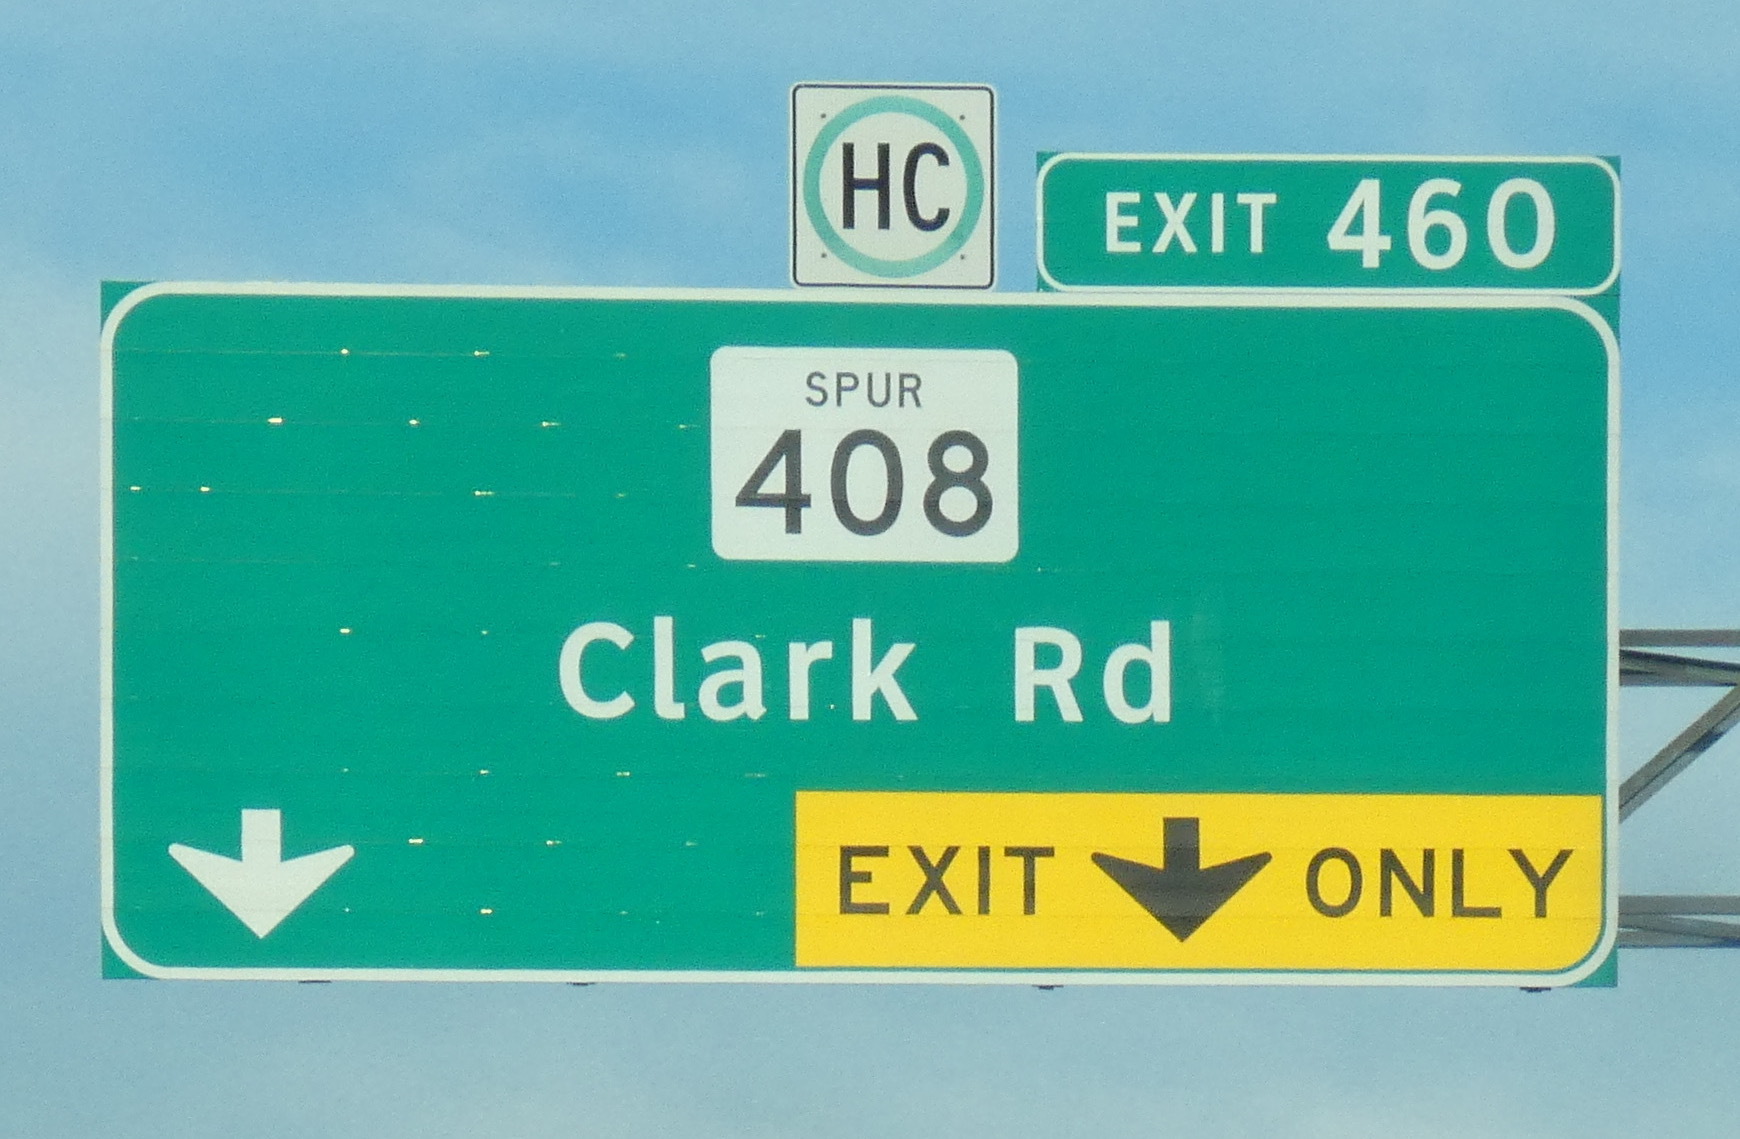 HC
EXIT 460
SPUR
408
Clark Rd
EXIT ONLY